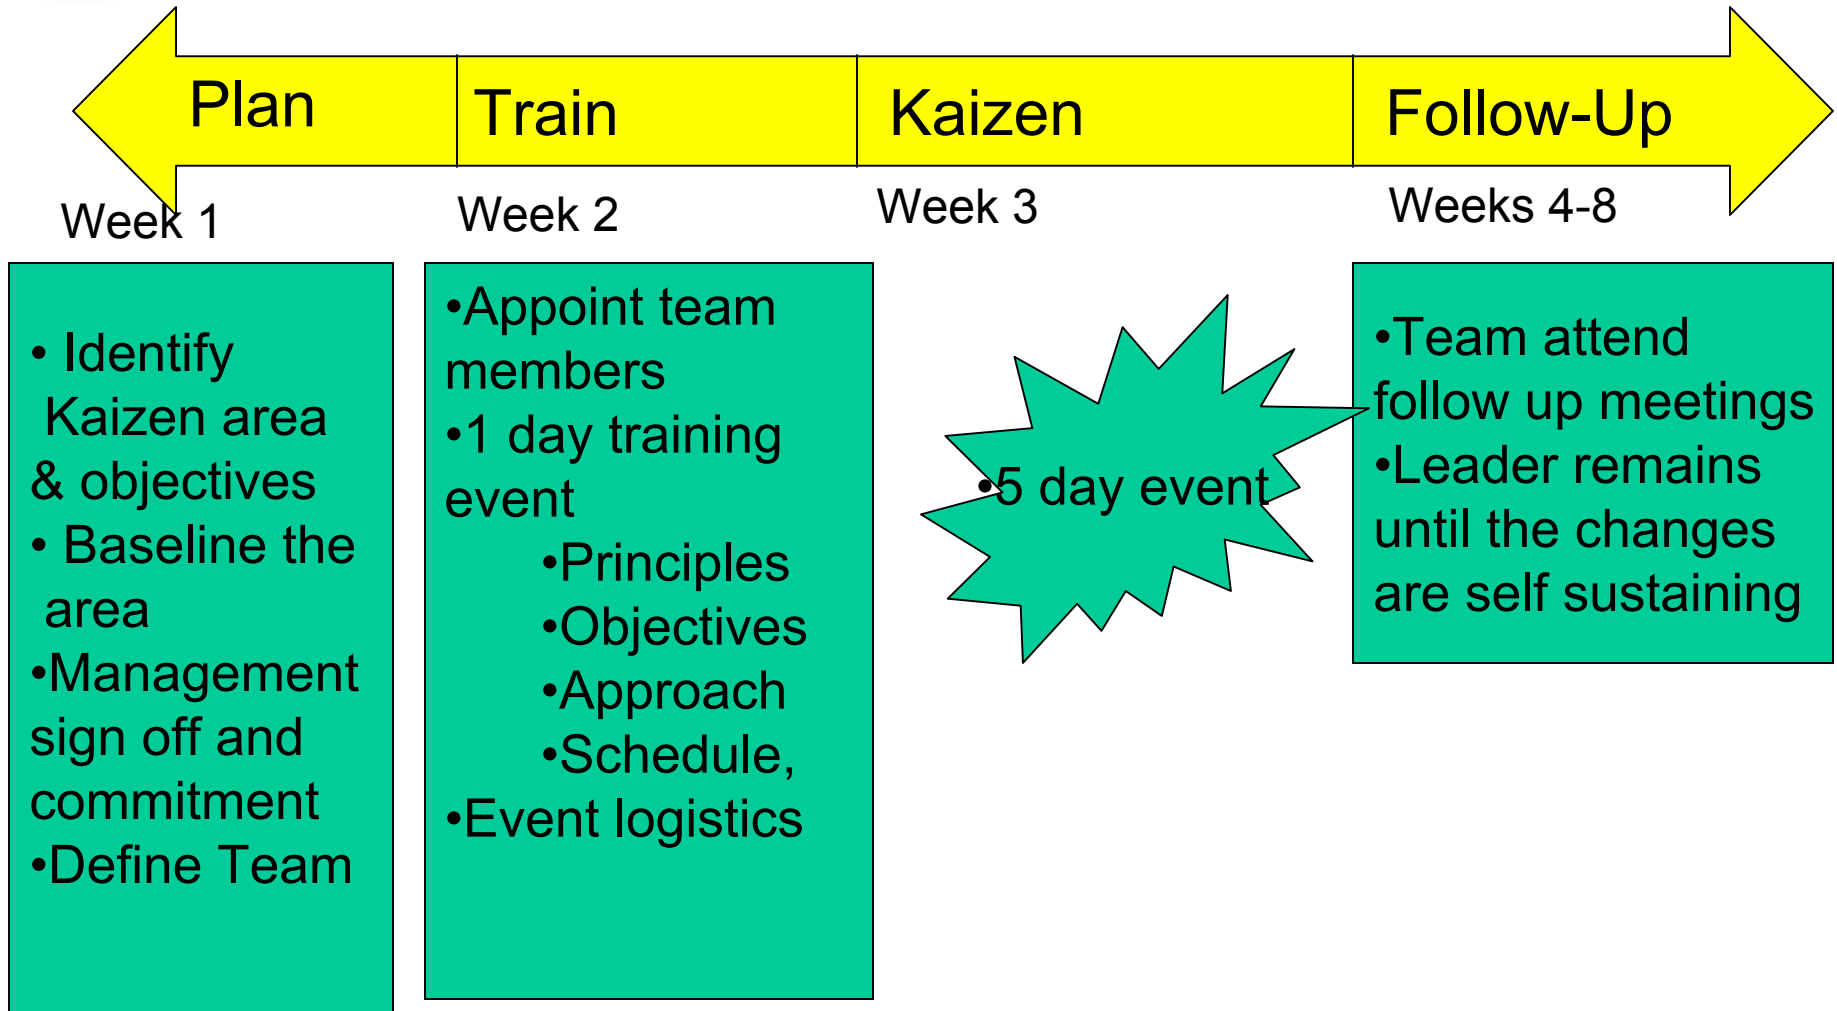 Plan
Train
Kaizen
Follow-Up
Week 1
Week 2
Week 3
Weeks 4-8
• Identify
Kaizen area
& objectives
• Baseline the
area
•Management
sign off and
commitment
•Define Team
•Appoint team
members
•1 day training
event
•Principles
•Objectives
•Approach
•Schedule,
•Event logistics
•5 day event
•Team attend
follow up meetings
•Leader remains
until the changes
are self sustaining